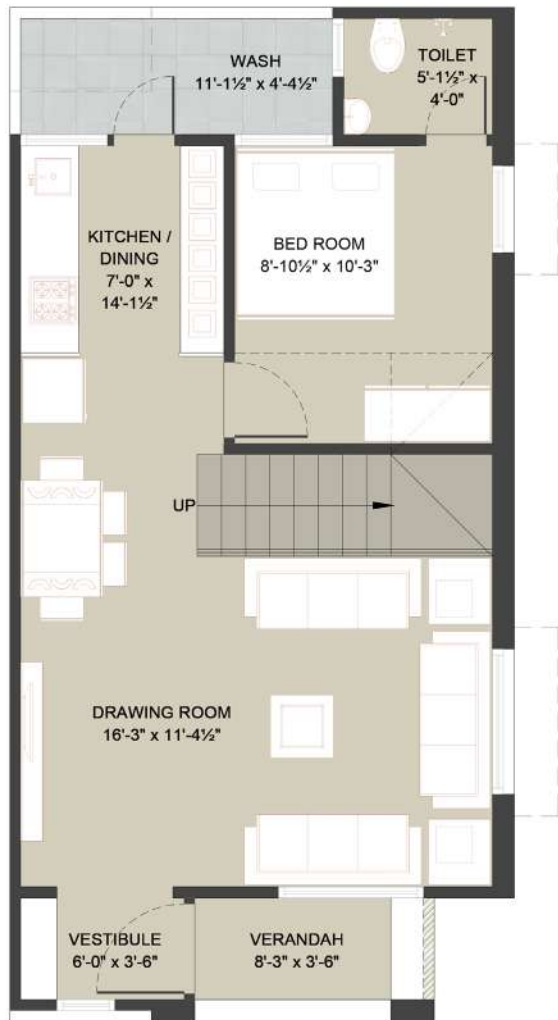 WASH
11'-1½" x 4'-4½"
TOILET
5'-1½" x
4'-0"
KITCHEN /
DINING
7'-0" x
14'-1½"
BED ROOM
8'-10½" x 10'-3"
UP
DRAWING ROOM
16'-3" x 11'-4½"
VESTIBULE
6'-0" x 3'-6"
VERANDAH
8'-3" x 3'-6"